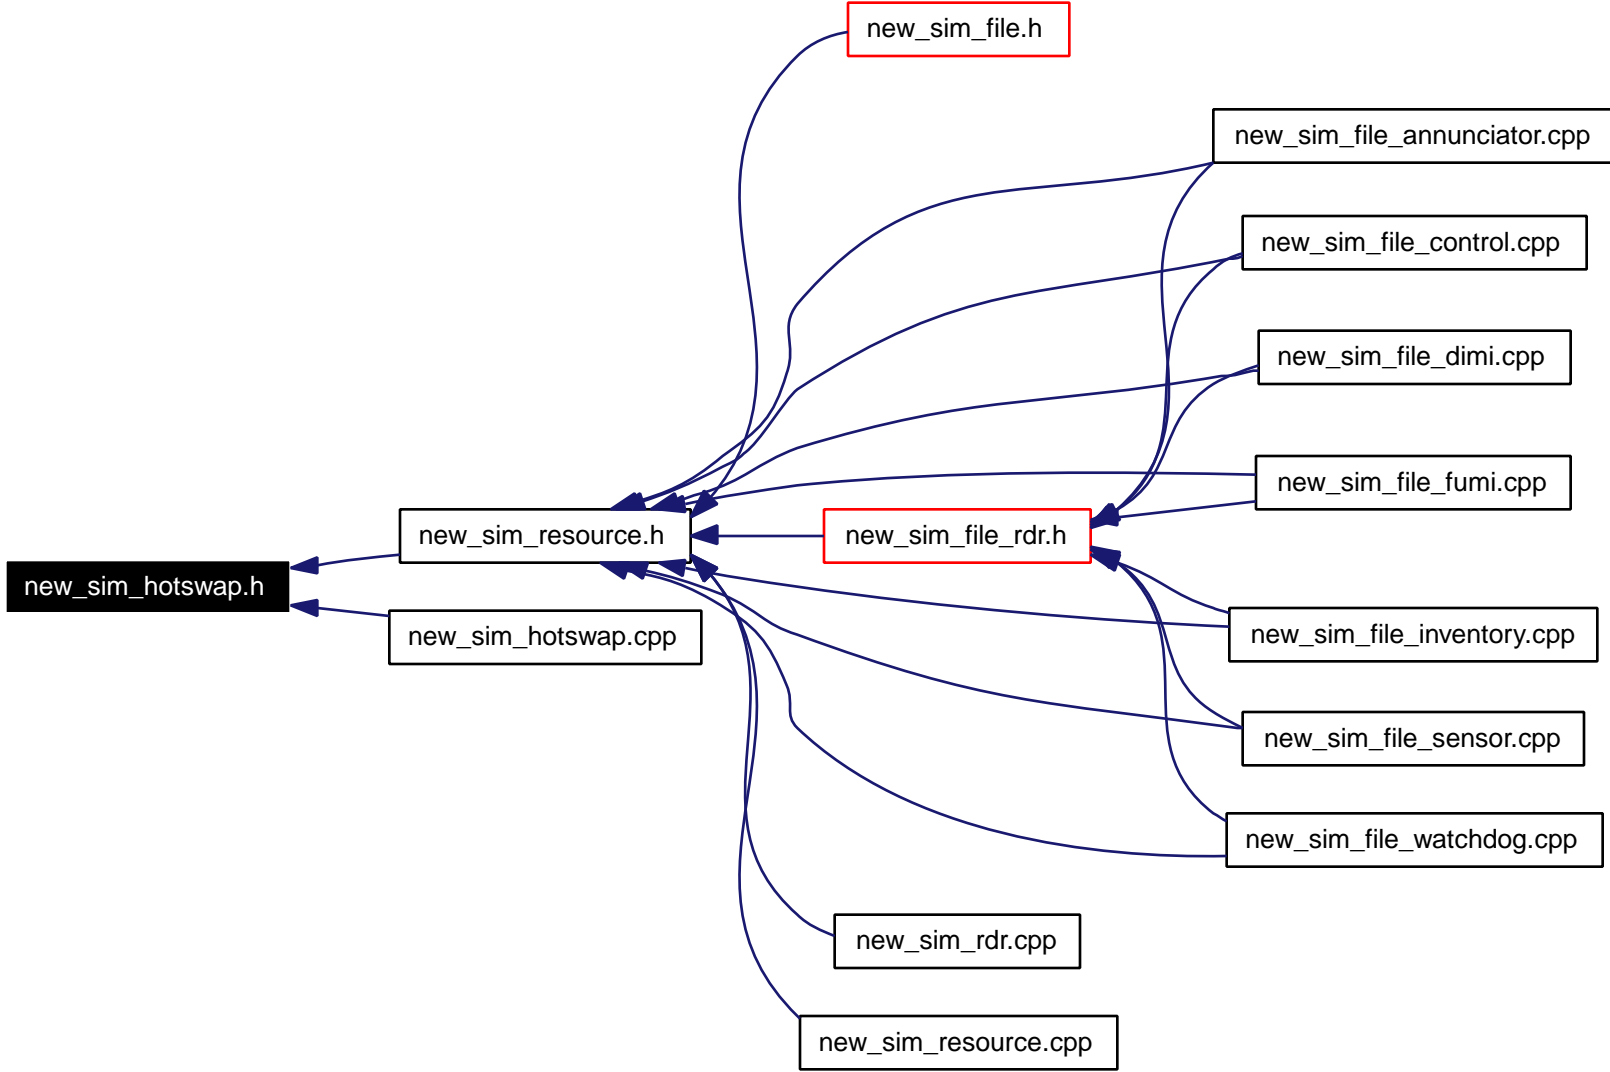 new_sim_file.h
new_sim_file_annunciator.cpp
new_sim_file_control.cpp
new_sim_file_dimi.cpp
new_sim_file_fumi.cpp
new_sim_resource.h
new_sim_file_rdr.h
new_sim_hotswap.h
new_sim_hotswap.cpp
new_sim_file_inventory.cpp
new_sim_file_sensor.cpp
new_sim_file_watchdog.cpp
new_sim_rdr.cpp
new_sim_resource.cpp